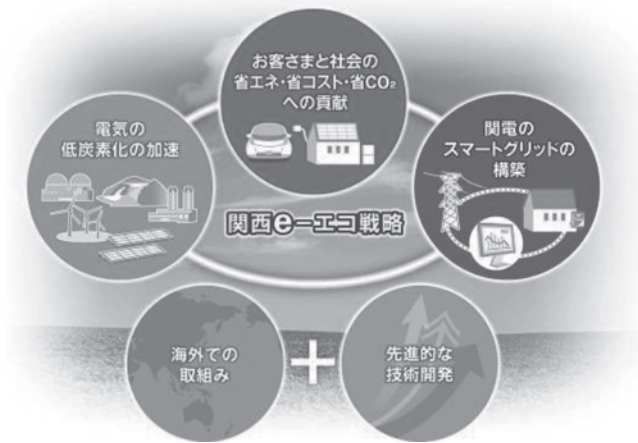 お客さまと社会の
省エネ・省コスト・省CO₂
への貢献
電気の
低炭素化の加速
関電の
スマートグリッドの
構築
関西e-エコ戦略
海外での
取組み
+
先進的な
技術開発